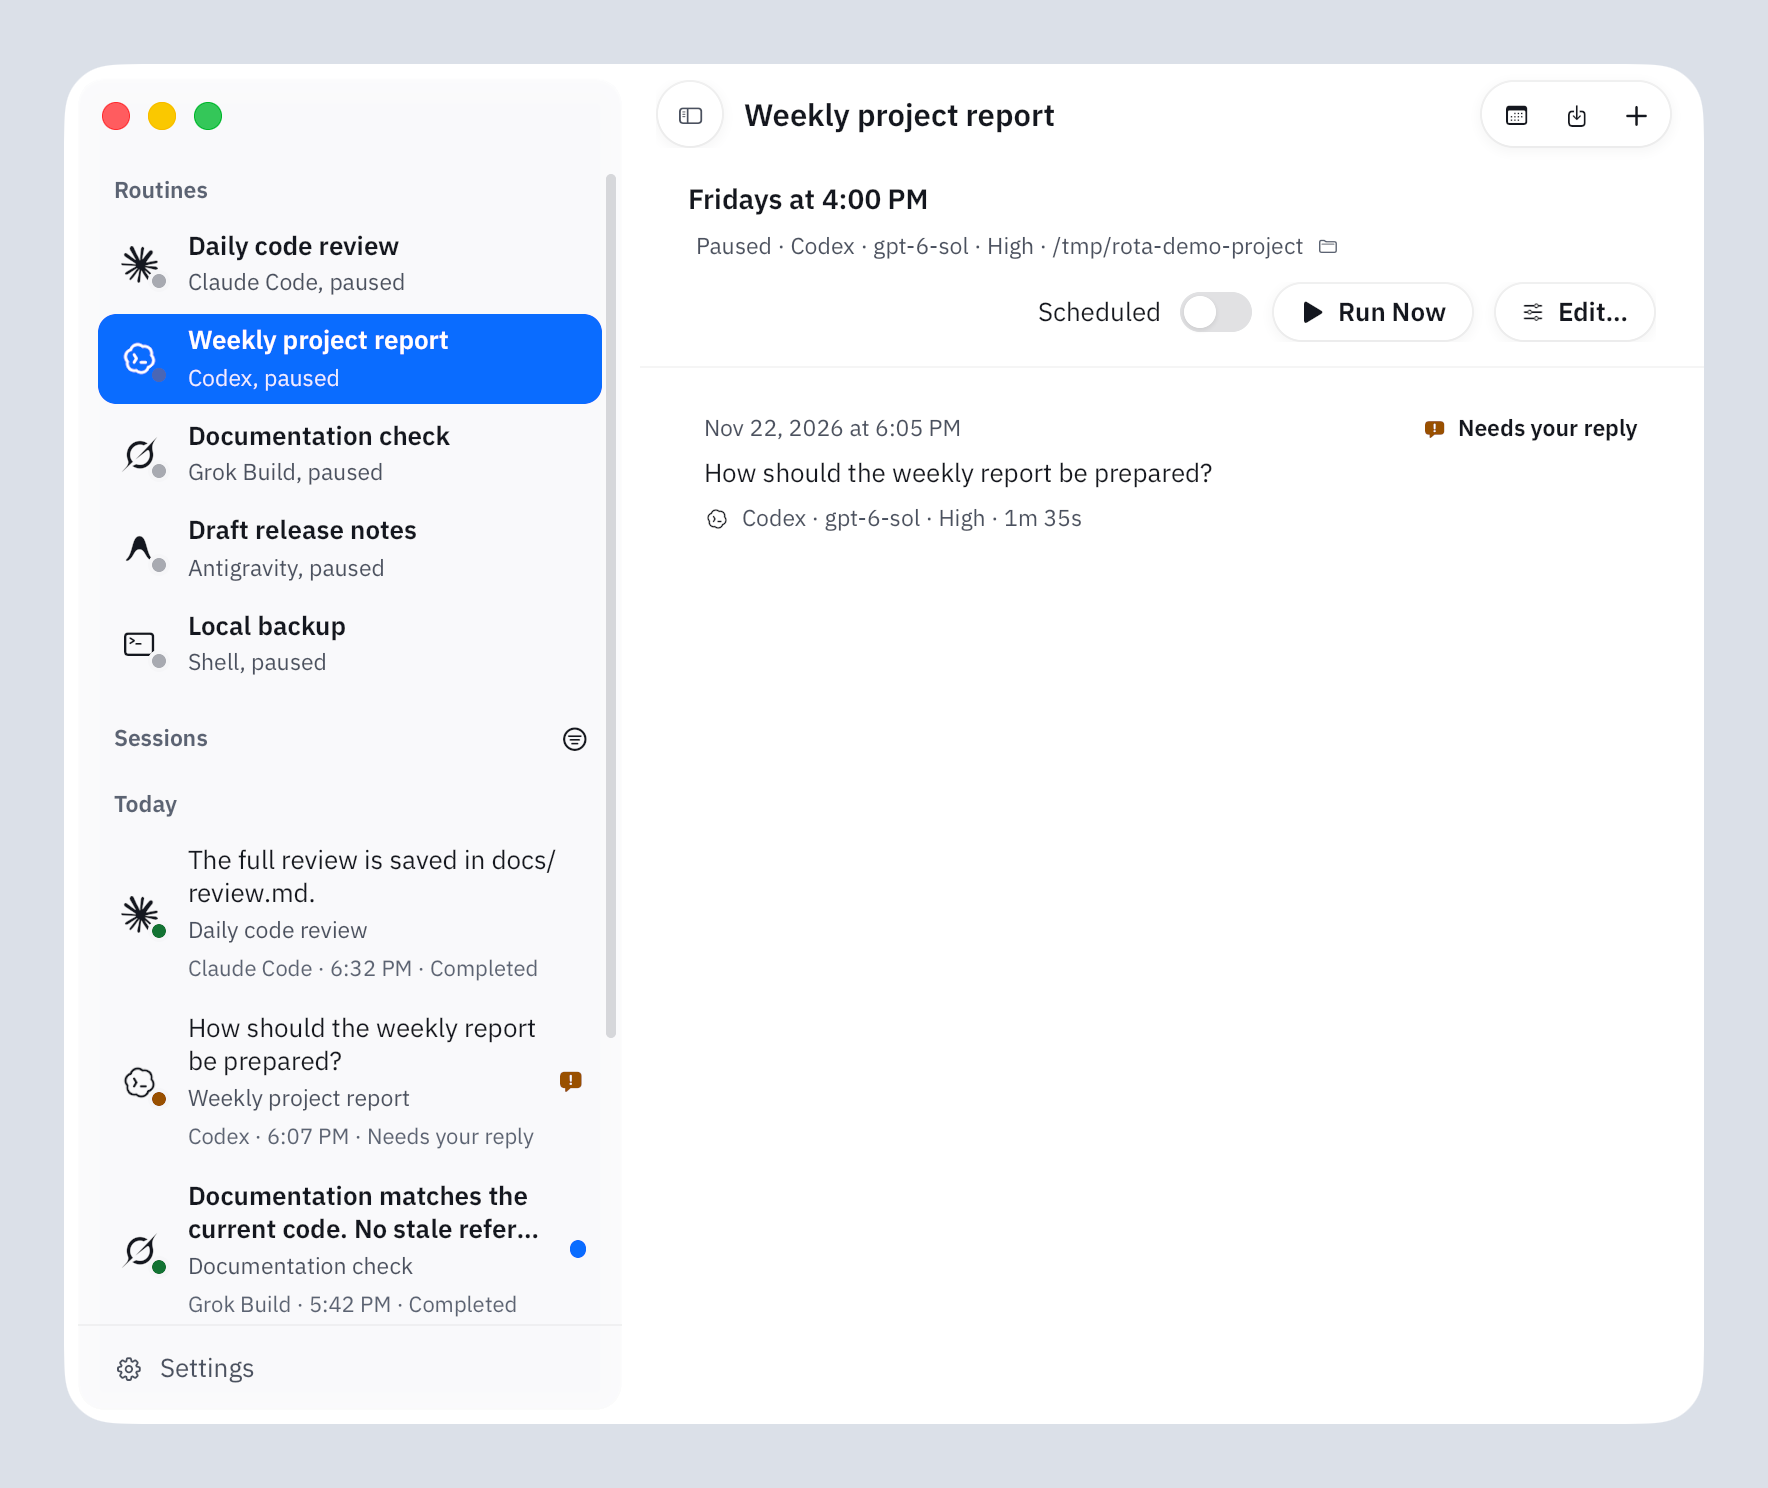 Routines
Daily code review
Claude Code, paused
Weekly project report
Codex, paused
Documentation check
Grok Build, paused
Draft release notes
Antigravity, paused
Local backup
Shell, paused
Sessions
Today
The full review is saved in docs/
review.md.
Daily code review
Claude Code · 6:32 PM · Completed
How should the weekly report
be prepared?
Weekly project report
Codex · 6:07 PM · Needs your reply
Documentation matches the
current code. No stale refer...
Documentation check
Grok Build · 5:42 PM · Completed
Settings
Weekly project report
Fridays at 4:00 PM
Paused · Codex · gpt-6-sol · High · /tmp/rota-demo-project
Scheduled
Run Now
Edit...
Nov 22, 2026 at 6:05 PM
Needs your reply
How should the weekly report be prepared?
Codex · gpt-6-sol · High · 1m 35s